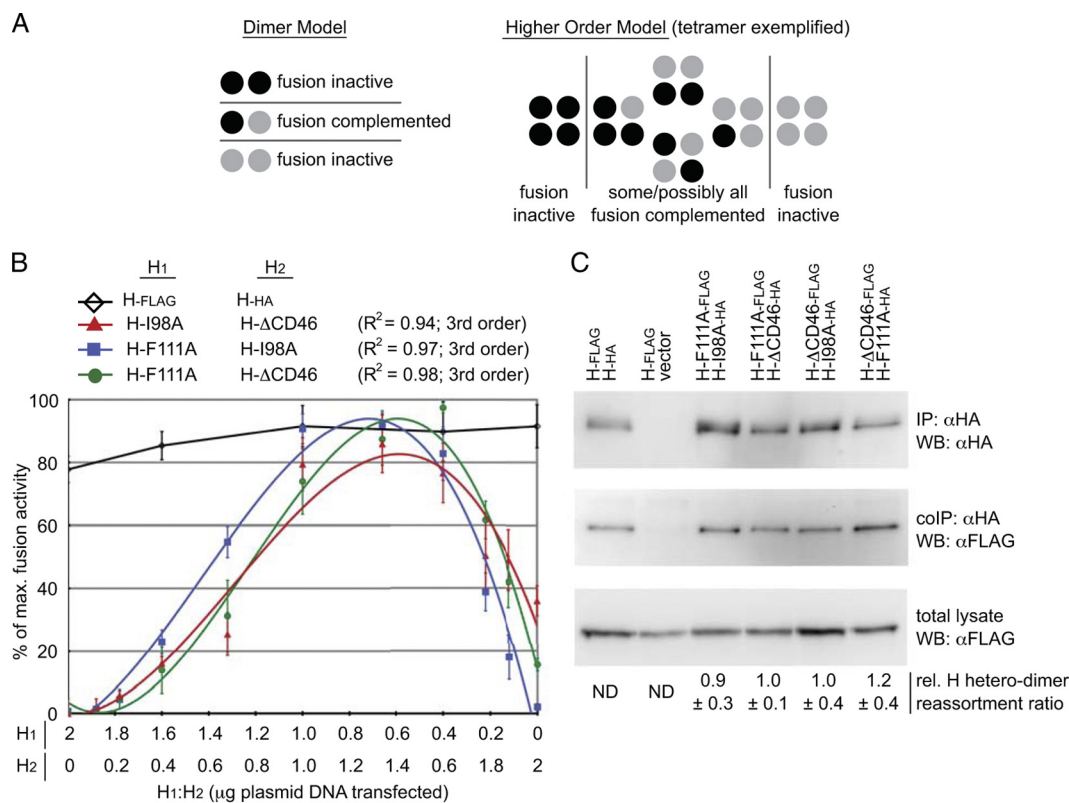 A
Dimer Model
fusion inactive
fusion complemented
fusion inactive
Higher Order Model (tetramer exemplified)
fusion inactive
some/possibly all fusion complemented
fusion inactive
B
H1 H2
H-FLAG H-HA
H-I98A H-ΔCD46 (R² = 0.94; 3rd order)
H-F111A H-I98A (R² = 0.97; 3rd order)
H-F111A H-ΔCD46 (R² = 0.98; 3rd order)
% of max. fusion activity
100
80
60
40
20
0
H1 2 1.8 1.6 1.4 1.2 1.0 0.8 0.6 0.4 0.2 0
H2 0 0.2 0.4 0.6 0.8 1.0 1.2 1.4 1.6 1.8 2
H1:H2 (µg plasmid DNA transfected)
C
H-FLAG
H-HA
H-FLAG
vector
H-F111A-FLAG
H-I98A-HA
H-F111A-FLAG
H-ΔCD46-HA
H-ΔCD46-FLAG
H-I98A-HA
H-ΔCD46-FLAG
H-F111A-HA
IP: αHA
WB: αHA
coIP: αHA
WB: αFLAG
total lysate
WB: αFLAG
ND ND 0.9 ± 0.3 1.0 ± 0.1 1.0 ± 0.4 1.2 ± 0.4
rel. H hetero-dimer
reassortment ratio